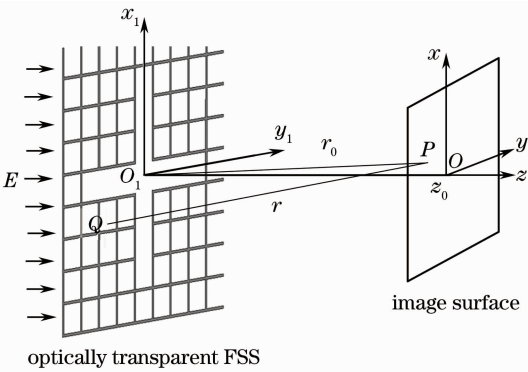 x₁
x
y₁
r₀
y
P
O
E
O₁
z
z₀
r
Q
image surface
optically transparent FSS